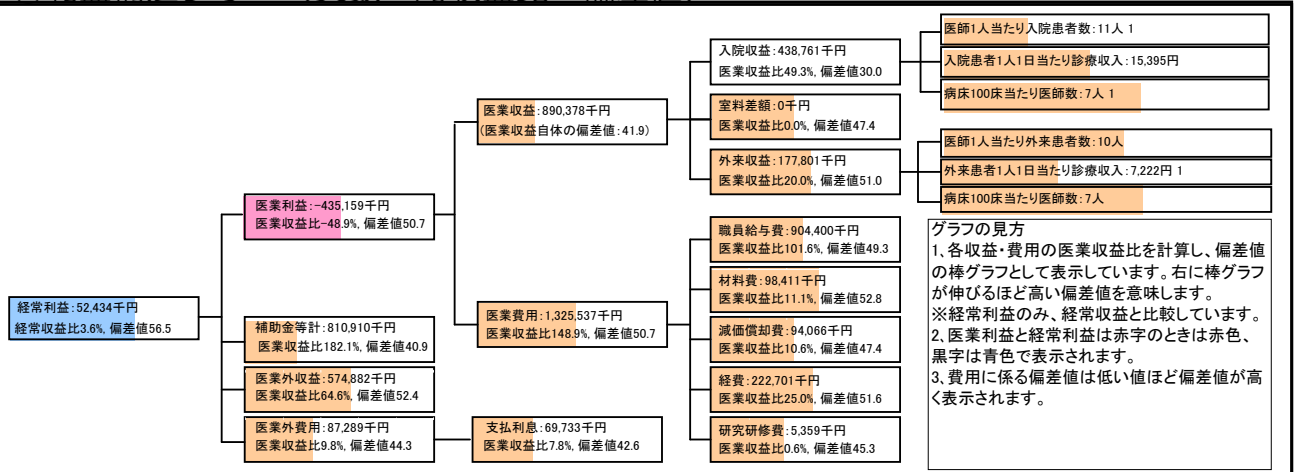 経常利益:52,434千円
経常収益比3.6%, 偏差値56.5
医業利益:-435,159千円
医業収益比-48.9%, 偏差値50.7
補助金等計:810,910千円
医業収益比182.1%, 偏差値40.9
医業外収益:574,882千円
医業収益比64.6%, 偏差値52.4
医業外費用:87,289千円
医業収益比9.8%, 偏差値44.3
医業収益:890,378千円
(医業収益自体の偏差値:41.9)
医業費用:1,325,537千円
医業収益比148.9%, 偏差値50.7
支払利息:69,733千円
医業収益比7.8%, 偏差値42.6
入院収益:438,761千円
医業収益比49.3%, 偏差値30.0
室料差額:0千円
医業収益比0.0%, 偏差値47.4
外来収益:177,801千円
医業収益比20.0%, 偏差値51.0
職員給与費:904,400千円
医業収益比101.6%, 偏差値49.3
材料費:98,411千円
医業収益比11.1%, 偏差値52.8
減価償却費:94,066千円
医業収益比10.6%, 偏差値47.4
経費:222,701千円
医業収益比25.0%, 偏差値51.6
研究研修費:5,359千円
医業収益比0.6%, 偏差値45.3
医師1人当たり入院患者数:11人 1
入院患者1人1日当たり診療収入:15,395円
病床100床当たり医師数:7人 1
医師1人当たり外来患者数:10人
外来患者1人1日当たり診療収入:7,222円 1
病床100床当たり医師数:7人
グラフの見方
1、各収益・費用の医業収益比を計算し、偏差値
の棒グラフとして表示しています。右に棒グラフ
が伸びるほど高い偏差値を意味します。
※経常利益のみ、経常収益と比較しています。
2、医業利益と経常利益は赤字のときは赤色、
黒字は青色で表示されます。
3、費用に係る偏差値は低い値ほど偏差値が高
く表示されます。